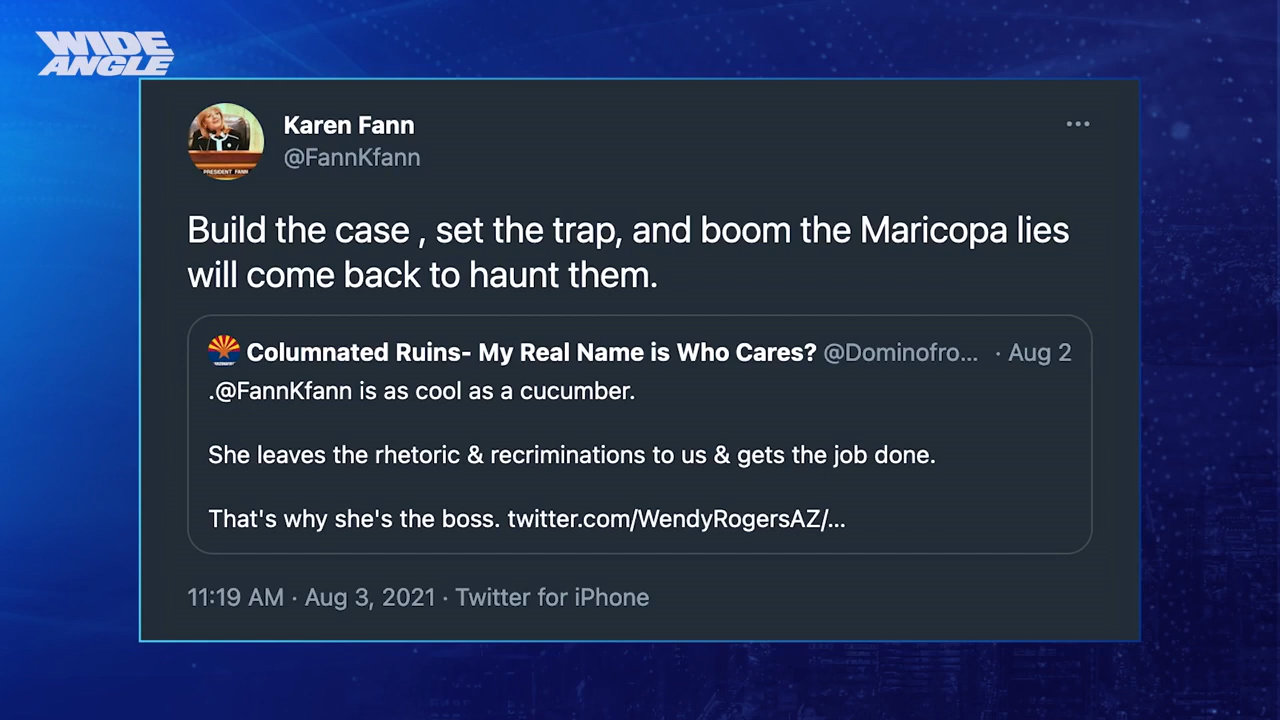 WIDE
ANGLE
Karen Fann
@FannKfann
PRESIDENT FANN
Build the case , set the trap, and boom the Maricopa lies
will come back to haunt them.
Columnated Ruins- My Real Name is Who Cares? @Dominofro... · Aug 2
.@FannKfann is as cool as a cucumber.
She leaves the rhetoric & recriminations to us & gets the job done.
That's why she's the boss. twitter.com/WendyRogersAZ/...
11:19 AM · Aug 3, 2021 · Twitter for iPhone